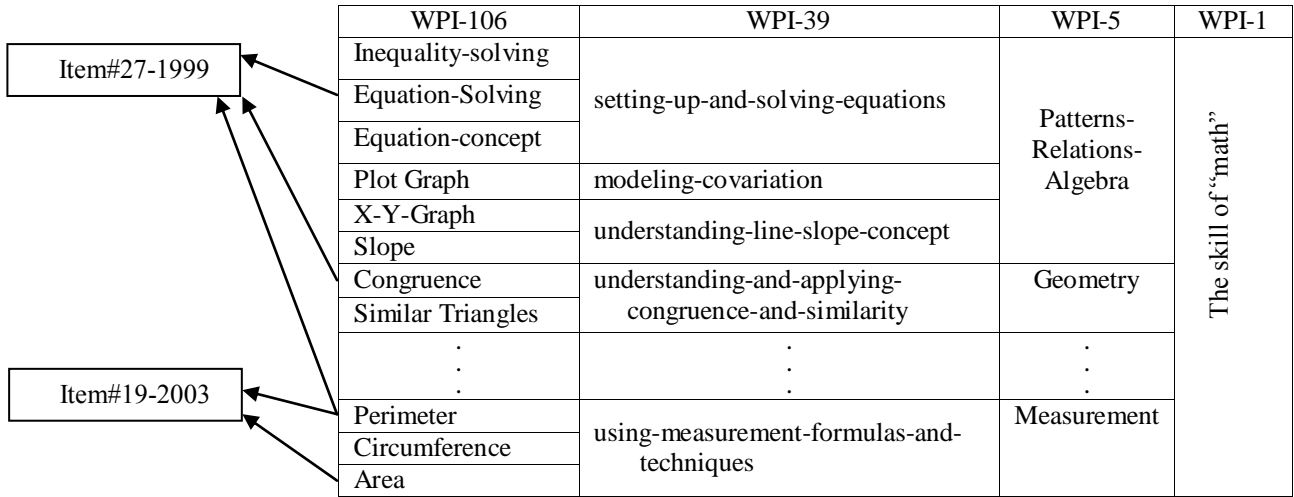 WPI-106 WPI-39 WPI-5 WPI-1
Item#27-1999
Inequality-solving
Equation-Solving
Equation-concept
setting-up-and-solving-equations
Patterns-
Relations-
Algebra
The skill of “math”
Plot Graph
modeling-covariation
X-Y-Graph
Slope
understanding-line-slope-concept
Congruence
Similar Triangles
understanding-and-applying-
congruence-and-similarity
Geometry
. . .
. . .
. . .
Item#19-2003
Perimeter
Circumference
Area
using-measurement-formulas-and-
techniques
Measurement